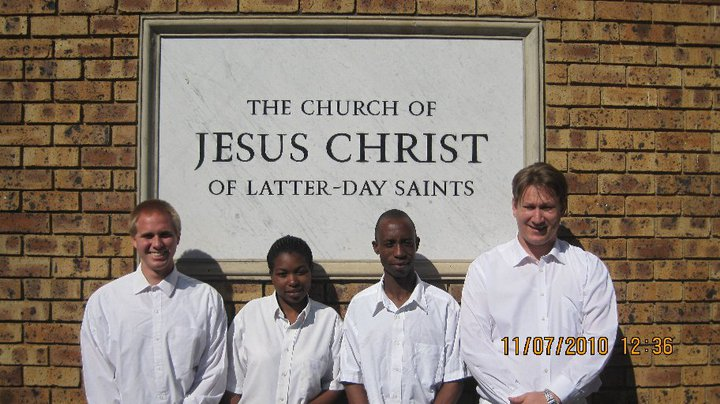 THE CHURCH OF
JESUS CHRIST
OF LATTER-DAY SAINTS
11/07/2010 12:36